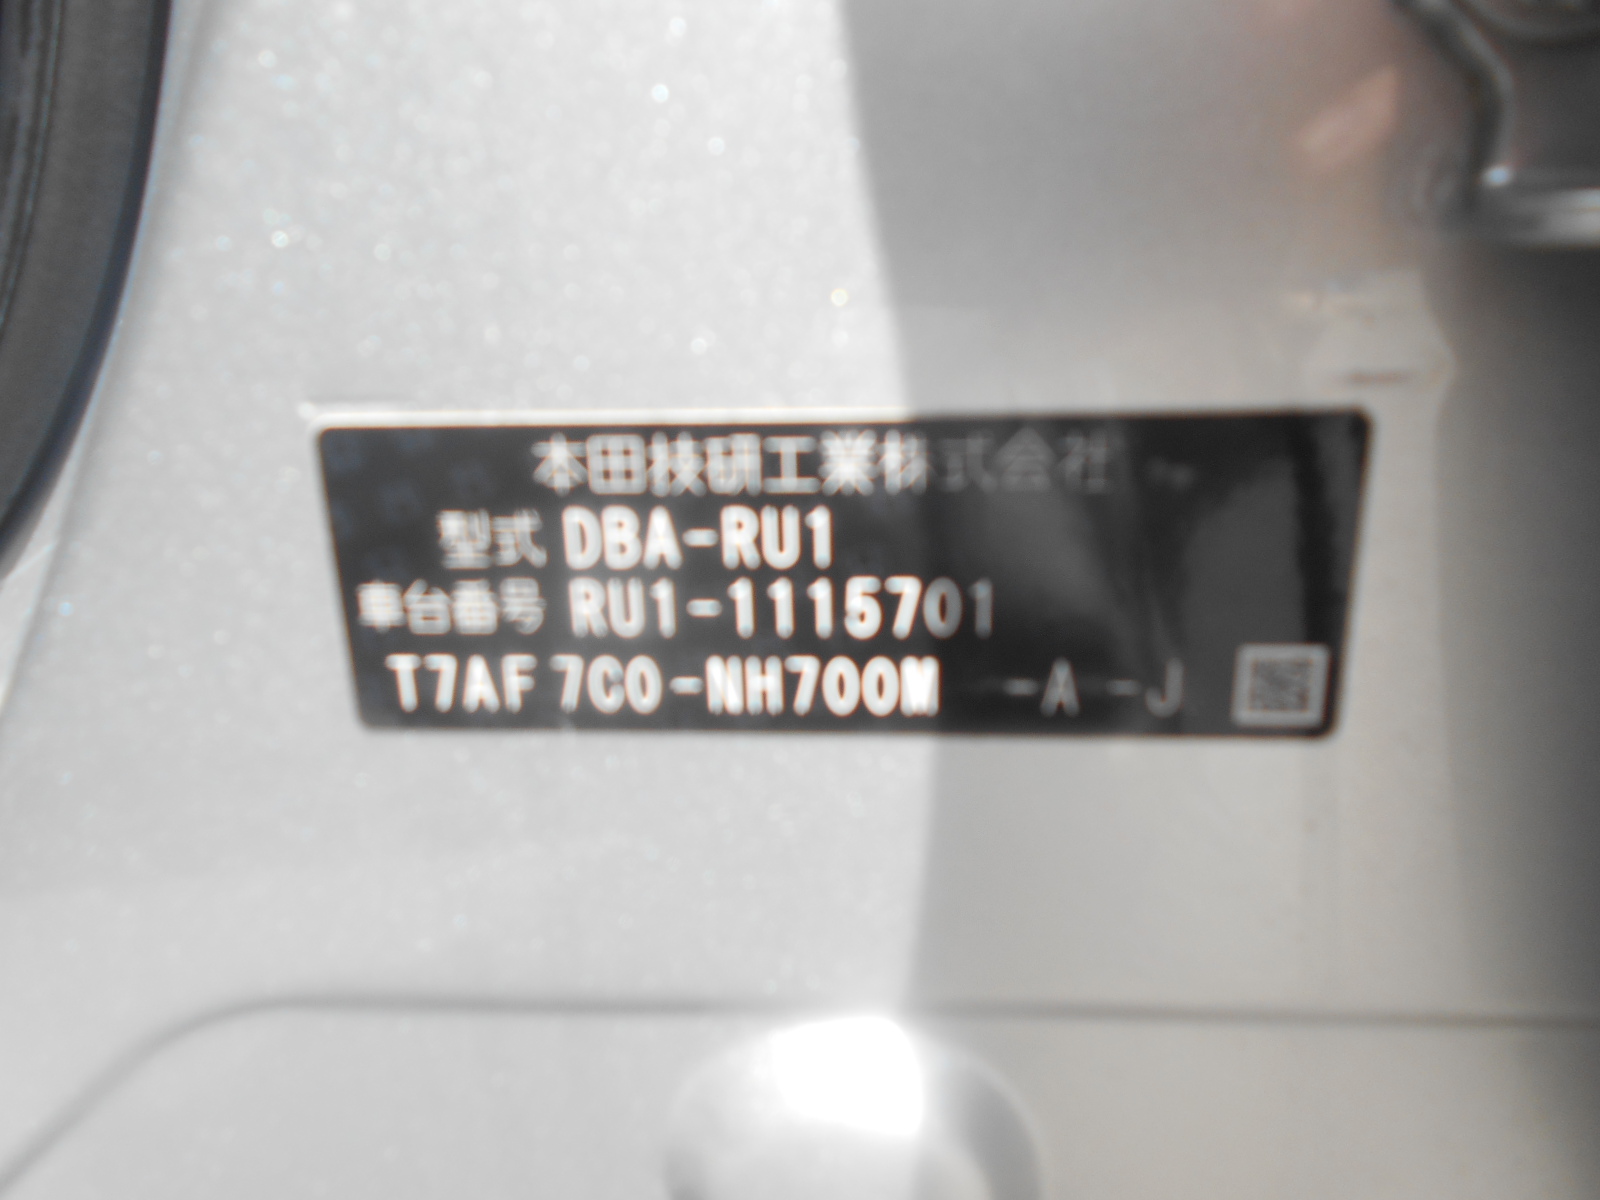 本田技研工業株式会社
型式 DBA-RU1
車台番号 RU1-1115701
T7AF 7C0-NH700M -A -J